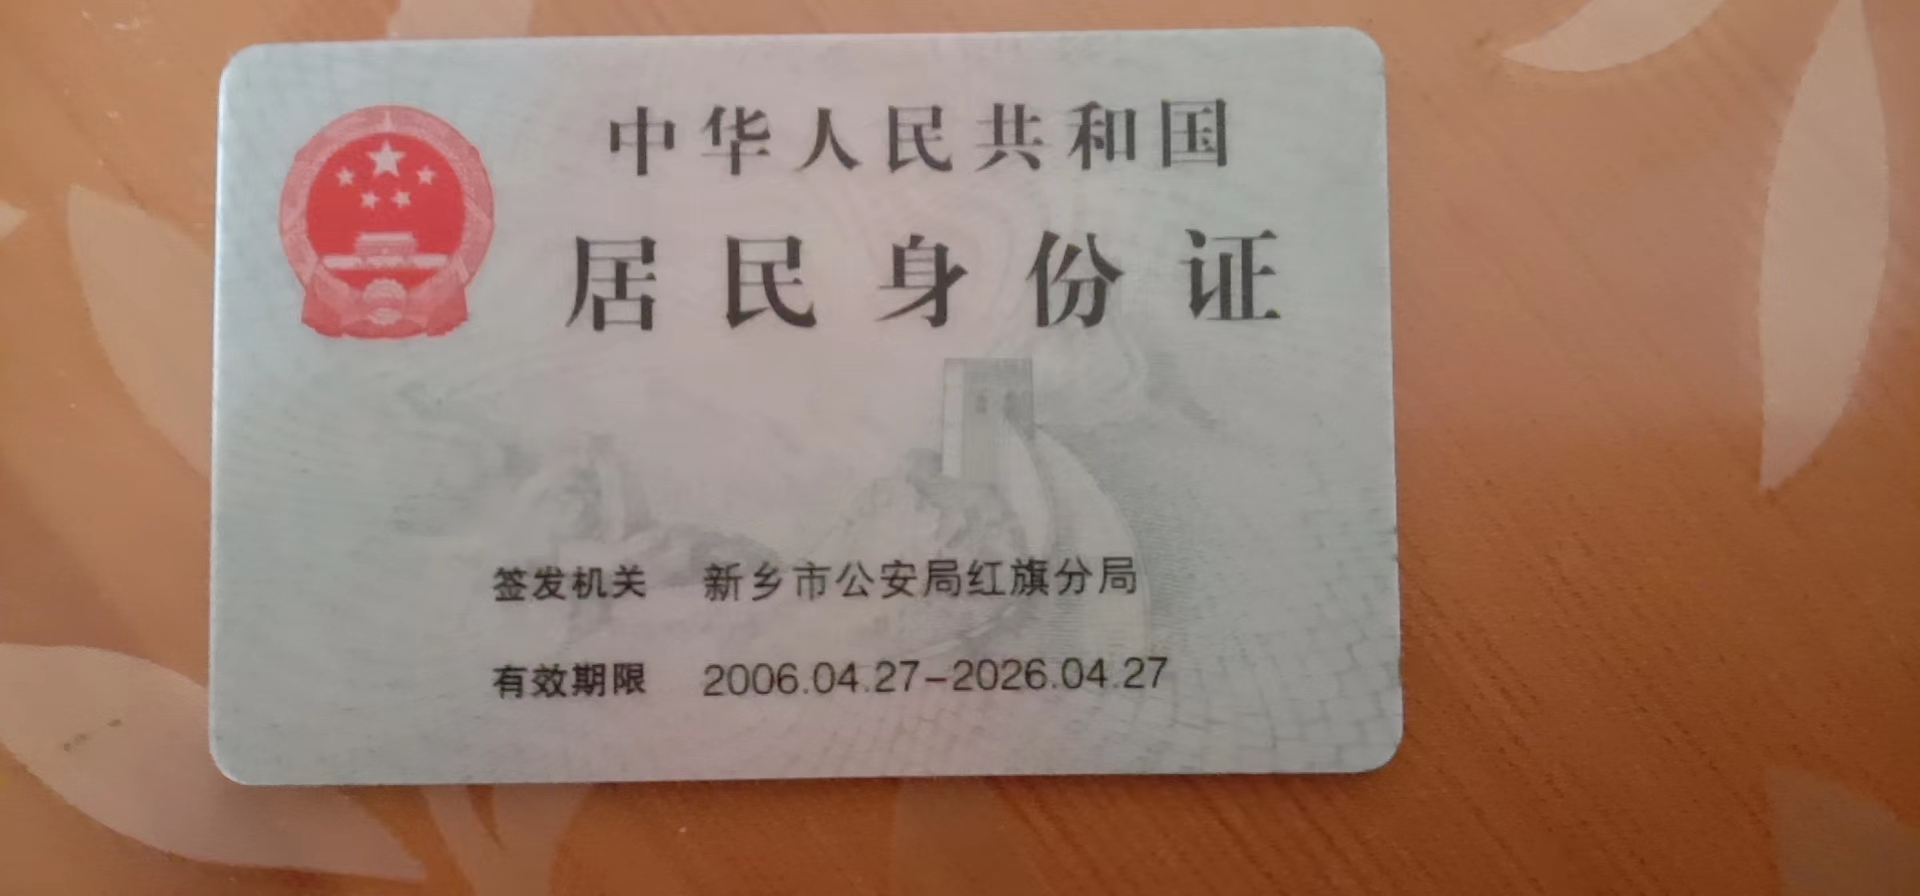 中华人民共和国
居民身份证
签发机关 新乡市公安局红旗分局
有效期限 2006.04.27-2026.04.27